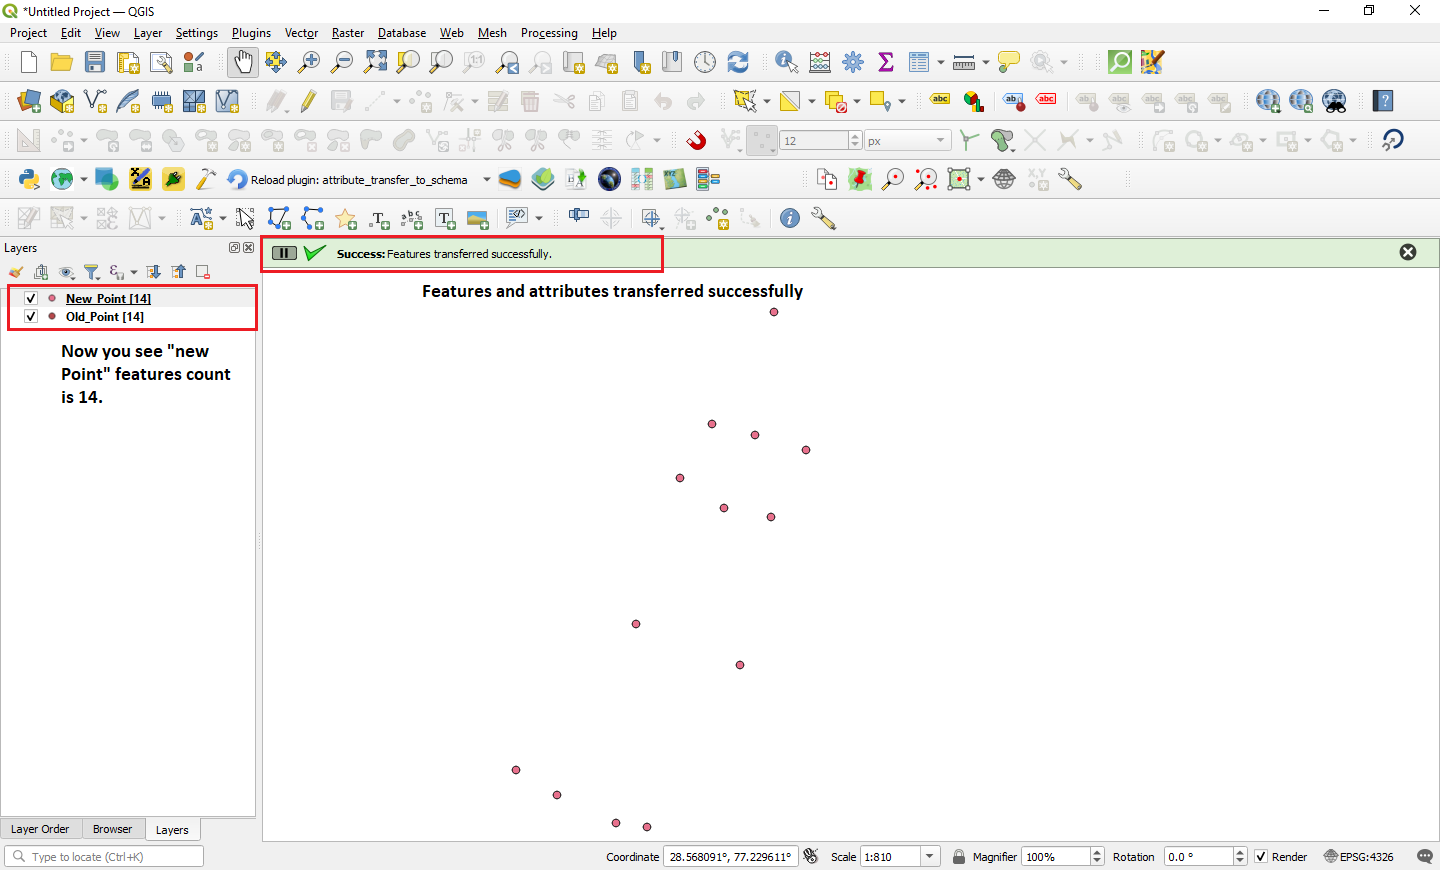 *Untitled Project — QGIS
Project Edit View Layer Settings Plugins Vector Raster Database Web Mesh Processing Help
12 px
Reload plugin: attribute_transfer_to_schema
Layers
Success: Features transferred successfully.
New_Point [14]
Old_Point [14]
Features and attributes transferred successfully
Now you see "new
Point" features count
is 14.
Layer Order Browser Layers
Type to locate (Ctrl+K)
Coordinate 28.568091°, 77.229611° Scale 1:810 Magnifier 100% Rotation 0.0 ° Render EPSG:4326